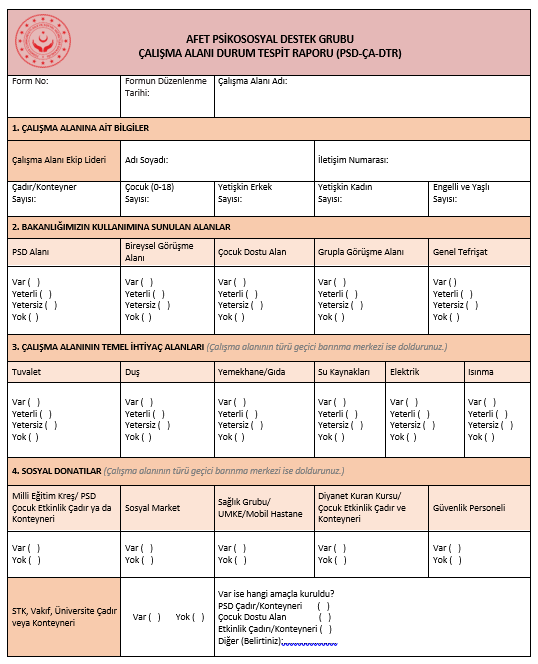 AFET PSİKOSOSYAL DESTEK GRUBU
ÇALIŞMA ALANI DURUM TESPİT RAPORU (PSD-ÇA-DTR)
Form No:
Formun Düzenlenme
Tarihi:
Çalışma Alanı Adı:
1. ÇALIŞMA ALANINA AİT BİLGİLER
Çalışma Alanı Ekip Lideri
Adı Soyadı:
İletişim Numarası:
Çadır/Konteyner
Sayısı:
Çocuk (0-18)
Sayısı:
Yetişkin Erkek
Sayısı:
Yetişkin Kadın
Sayısı:
Engelli ve Yaşlı
Sayısı:
2. BAKANLIĞIMIZIN KULLANIMINA SUNULAN ALANLAR
PSD Alanı
Bireysel Görüşme
Alanı
Çocuk Dostu Alan
Grupla Görüşme Alanı
Genel Tefrişat
Var ( )
Yeterli ( )
Yetersiz ( )
Yok ( )
Var ( )
Yeterli ( )
Yetersiz ( )
Yok ( )
Var ( )
Yeterli ( )
Yetersiz ( )
Yok ( )
Var ( )
Yeterli ( )
Yetersiz ( )
Yok ( )
Var ( )
Yeterli ( )
Yetersiz ( )
Yok ( )
3. ÇALIŞMA ALANININ TEMEL İHTİYAÇ ALANLARI (Çalışma alanının türü geçici barınma merkezi ise doldurunuz.)
Tuvalet
Duş
Yemekhane/Gıda
Su Kaynakları
Elektrik
Isınma
Var ( )
Yeterli ( )
Yetersiz ( )
Yok ( )
Var ( )
Yeterli ( )
Yetersiz ( )
Yok ( )
Var ( )
Yeterli ( )
Yetersiz ( )
Yok ( )
Var ( )
Yeterli ( )
Yetersiz ( )
Yok ( )
Var ( )
Yeterli ( )
Yetersiz ( )
Yok ( )
Var ( )
Yeterli ( )
Yetersiz ( )
Yok ( )
4. SOSYAL DONATILAR (Çalışma alanının türü geçici barınma merkezi ise doldurunuz.)
Milli Eğitim Kreş/ PSD
Çocuk Etkinlik Çadır ya da
Konteyneri
Sosyal Market
Sağlık Grubu/
UMKE/Mobil Hastane
Diyanet Kuran Kursu/
Çocuk Etkinlik Çadır ve
Konteyneri
Güvenlik Personeli
Var ( )
Yok ( )
Var ( )
Yok ( )
Var ( )
Yok ( )
Var ( )
Yok ( )
Var ( )
Yok ( )
STK, Vakıf, Üniversite Çadır
veya Konteyneri
Var ( ) Yok ( )
Var ise hangi amaçla kuruldu?
PSD Çadır/Konteyneri ( )
Çocuk Dostu Alan ( )
Etkinlik Çadırı/Konteyneri ( )
Diğer (Belirtiniz):